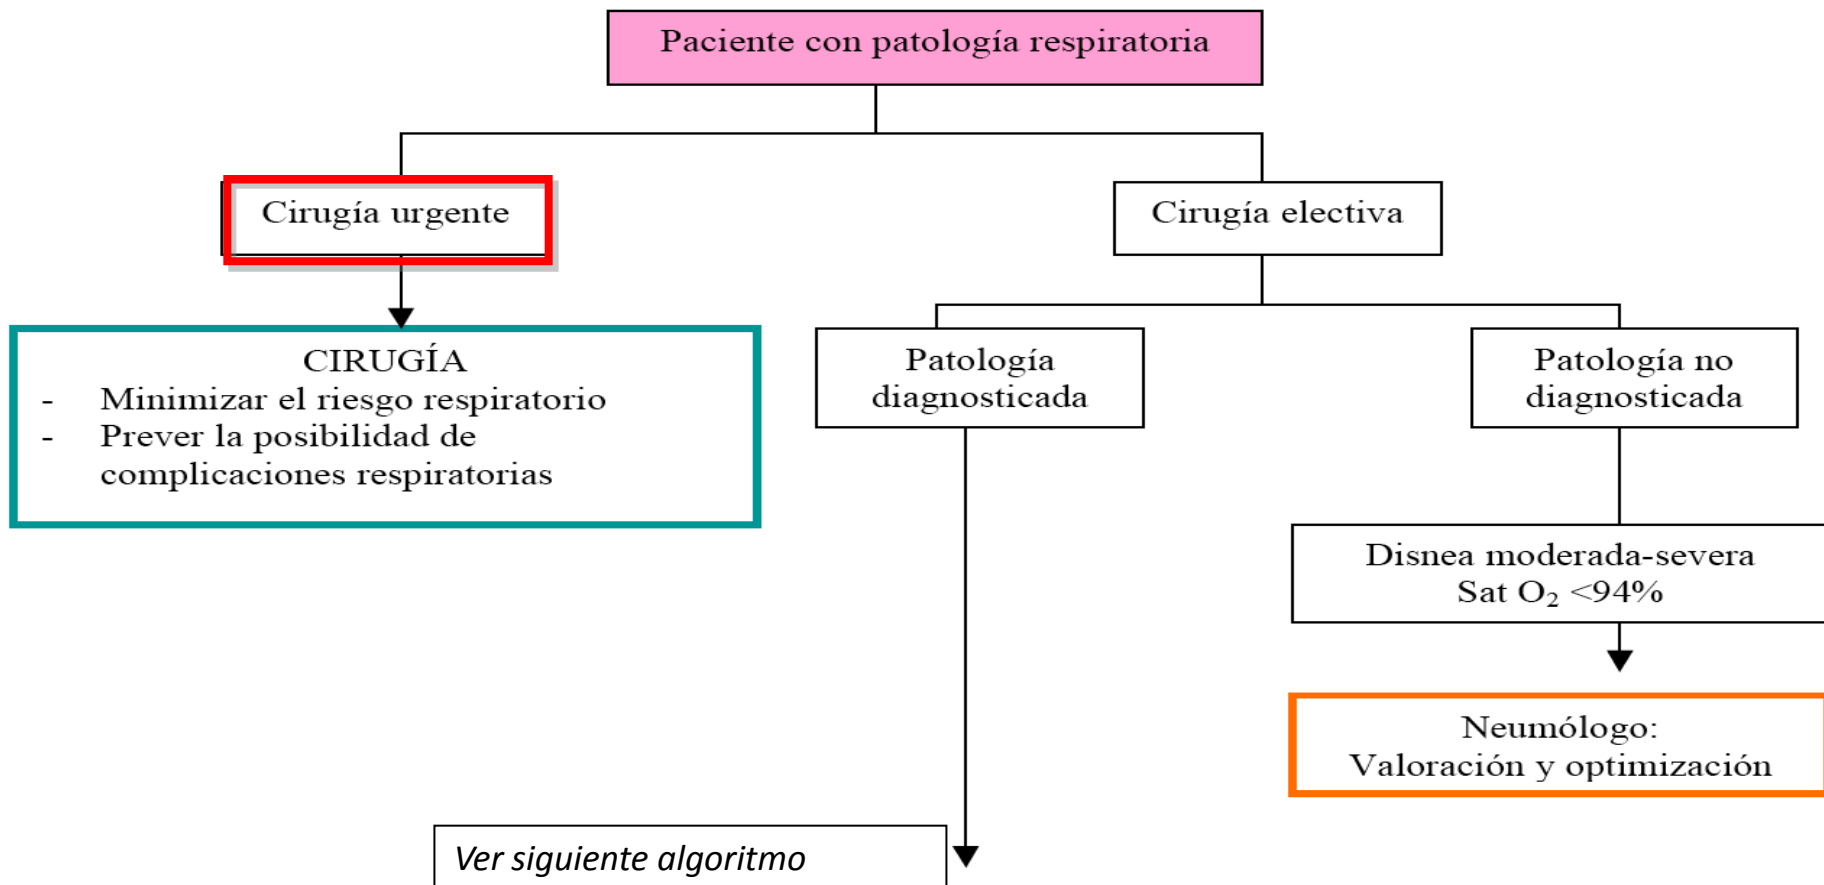 Paciente con patología respiratoria
Cirugía urgente
Cirugía electiva
CIRUGÍA
- Minimizar el riesgo respiratorio
- Prever la posibilidad de
complicaciones respiratorias
Patología
diagnosticada
Patología no
diagnosticada
Disnea moderada-severa
Sat O₂ <94%
Neumólogo:
Valoración y optimización
Ver siguiente algoritmo